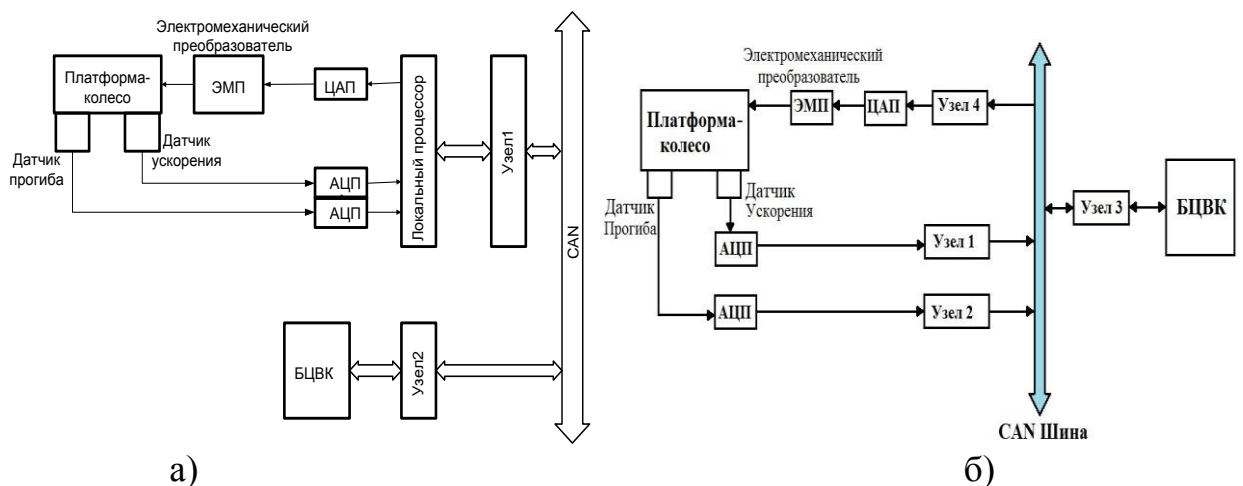 Электромеханический
преобразователь
Платформа-
колесо
ЭМП
ЦАП
Датчик
прогиба
Датчик
ускорения
АЦП
АЦП
Локальный процессор
Узел1
CAN
БЦВК
Узел2
а)
Электромеханический
преобразователь
Платформа-
колесо
ЭМП
ЦАП
Узел 4
Датчик
Прогиба
Датчик
Ускорения
АЦП
Узел 1
АЦП
Узел 2
Узел 3
БЦВК
CAN Шина
б)